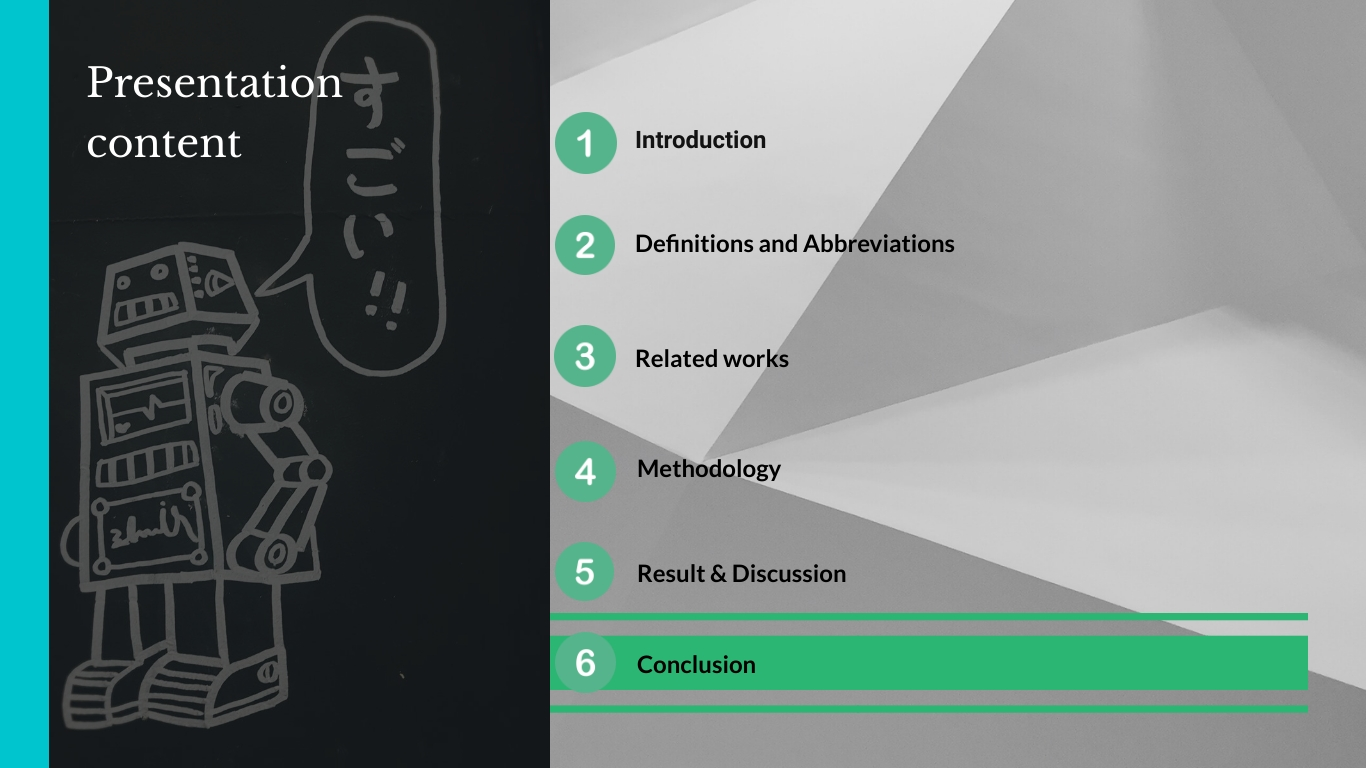 Presentation
content
すごい!!
1 Introduction
2 Definitions and Abbreviations
3 Related works
4 Methodology
5 Result & Discussion
6 Conclusion